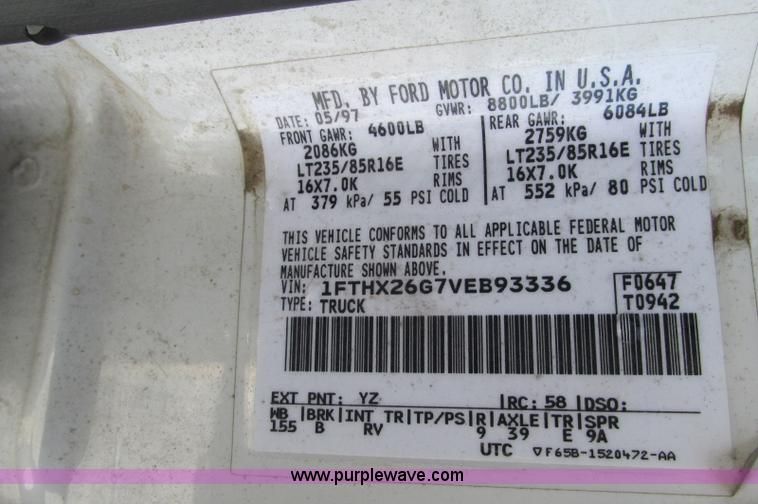 MFD. BY FORD MOTOR CO. IN U.S.A.
DATE: 05/97 GVWR: 8800LB/ 3991KG
FRONT GAWR: 4600LB REAR GAWR: 6084LB
2086KG WITH 2759KG WITH
LT235/85R16E TIRES LT235/85R16E TIRES
16X7.0K RIMS 16X7.0K RIMS
AT 379 kPa/ 55 PSI COLD AT 552 kPa/ 80 PSI COLD
THIS VEHICLE CONFORMS TO ALL APPLICABLE FEDERAL MOTOR
VEHICLE SAFETY STANDARDS IN EFFECT ON THE DATE OF
MANUFACTURE SHOWN ABOVE.
VIN: 1FTHX26G7VEB93336 F0647
TYPE: TRUCK T0942
EXT PNT: YZ RC: 58 DSO:
WB BRK INT TR TP/PS R AXLE TR SPR
155 B RV 9 39 E 9A
UTC F65B-1520472-AA
www.purplewave.com